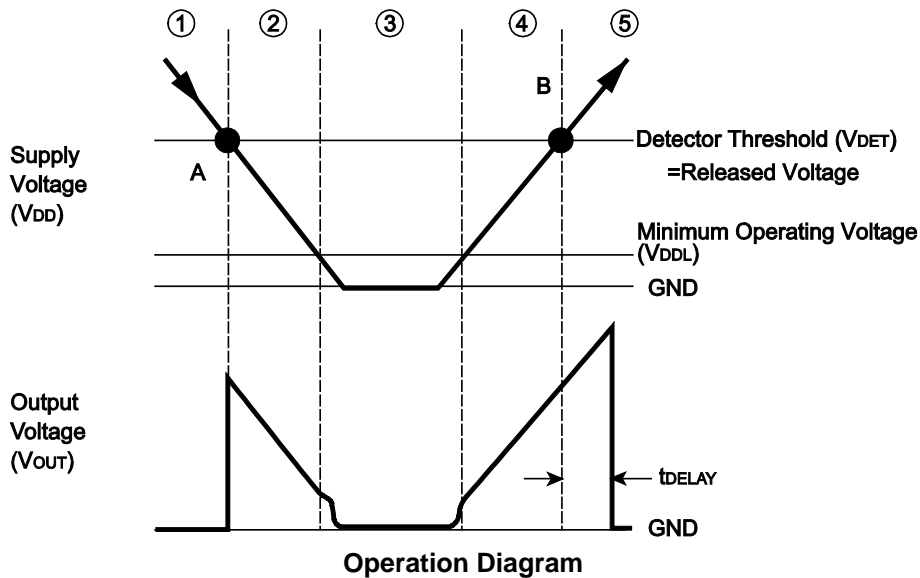 ① ② ③ ④ ⑤
B
Detector Threshold (VDET)
=Released Voltage
A
Supply
Voltage
(VDD)
Minimum Operating Voltage
(VDDL)
GND
Output
Voltage
(VOUT)
tDELAY
GND
Operation Diagram